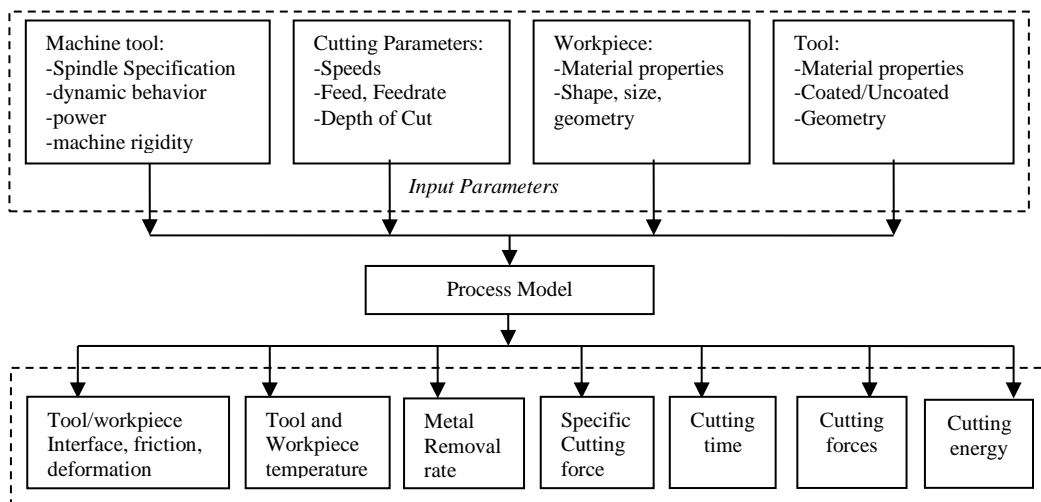 Machine tool:
-Spindle Specification
-dynamic behavior
-power
-machine rigidity
Cutting Parameters:
-Speeds
-Feed, Feedrate
-Depth of Cut
Workpiece:
-Material properties
-Shape, size,
geometry
Tool:
-Material properties
-Coated/Uncoated
-Geometry
Input Parameters
Process Model
Tool/workpiece
Interface, friction,
deformation
Tool and
Workpiece
temperature
Metal
Removal
rate
Specific
Cutting
force
Cutting
time
Cutting
forces
Cutting
energy